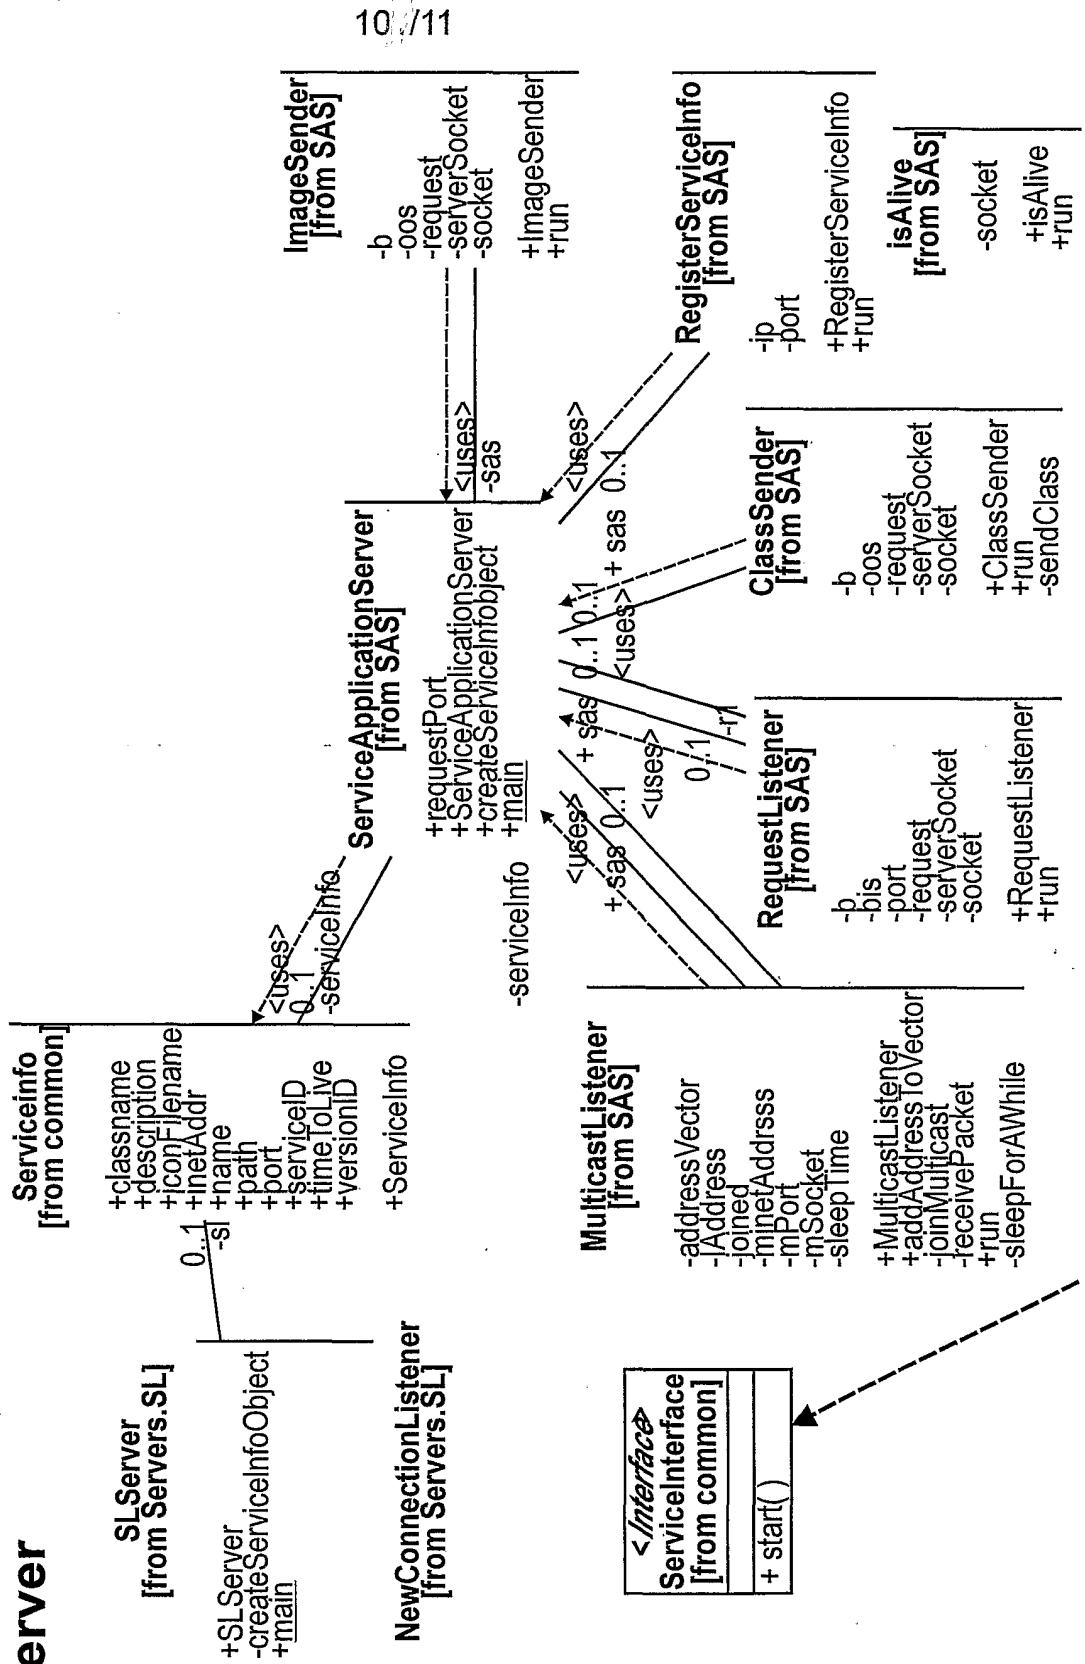 10../11
erver
SLServer
[from Servers.SL]
+SLServer
-createServiceInfoObject
+main
NewConnectionListener
[from Servers.SL]
0..1
-sl
Serviceinfo
[from common]
+classname
+description
+iconFilename
+inetAddr
+name
+path
+port
+serviceID
+timeToLive
+versionID
+ServiceInfo
<uses>
0..1
-serviceInfo
ServiceApplicationServer
[from SAS]
+requestPort
+ServiceApplicationServer
+createServiceInfobject
+main
-serviceInfo
<uses>
-sas
ImageSender
[from SAS]
-b
-oos
-request
-serverSocket
-socket
+ImageSender
+run
<uses>
+ sas 0..1
RegisterServiceInfo
[from SAS]
-ip
-port
+RegisterServiceInfo
+run
isAlive
[from SAS]
-socket
+isAlive
+run
<uses>
+ sas 0..1
<uses>
+ sas 0..1 0..1
<uses>
0..1
-r1
<Interface>
ServiceInterface
[from common]
+ start( )
MulticastListener
[from SAS]
-addressVector
-iAddress
-joined
-minetAddrsss
-mPort
-mSocket
-sleepTime
+MulticastListener
+addAddressToVector
-joinMulticast
-receivePacket
+run
-sleepForAWhile
RequestListener
[from SAS]
-b
-bis
-port
-request
-serverSocket
-socket
+RequestListener
+run
ClassSender
[from SAS]
-b
-oos
-request
-serverSocket
-socket
+ClassSender
+run
-sendClass